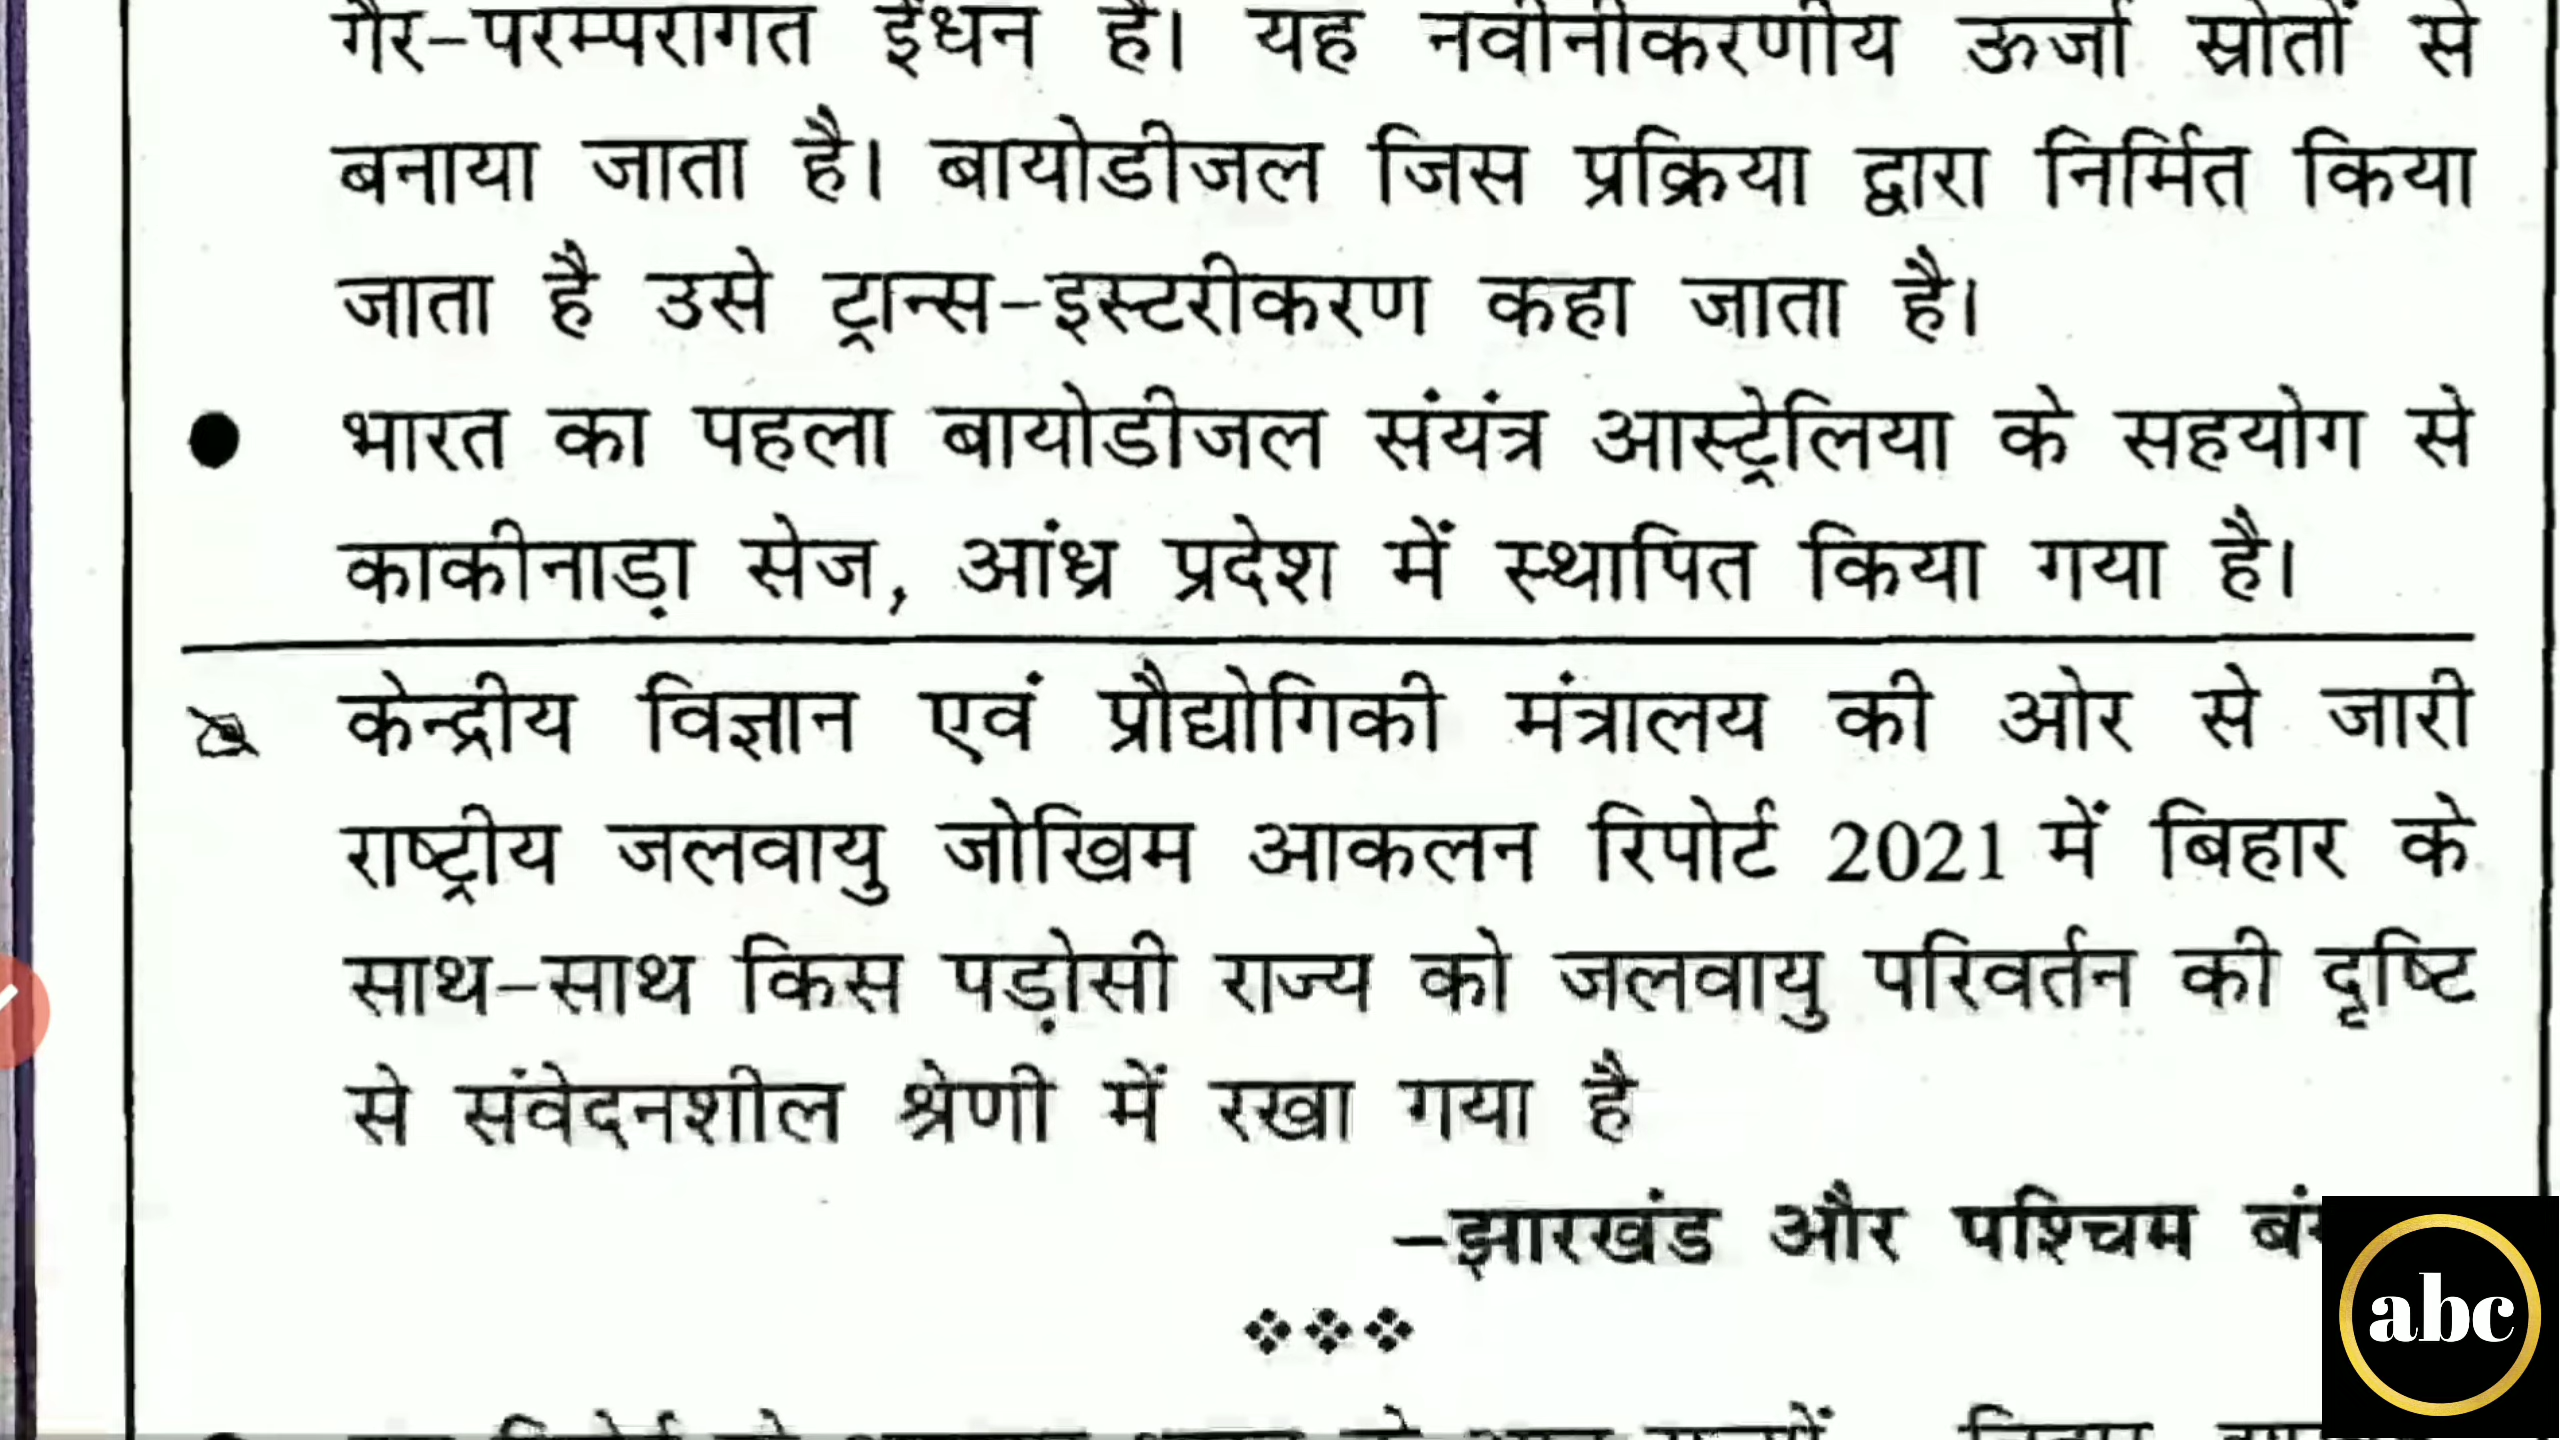 गैर-परम्परागत ईंधन है। यह नवीनीकरणीय ऊर्जा स्रोतों से
बनाया जाता है। बायोडीजल जिस प्रक्रिया द्वारा निर्मित किया
जाता है उसे ट्रान्स-इस्टरीकरण कहा जाता है।
● भारत का पहला बायोडीजल संयंत्र आस्ट्रेलिया के सहयोग से
काकीनाड़ा सेज, आंध्र प्रदेश में स्थापित किया गया है।
केन्द्रीय विज्ञान एवं प्रौद्योगिकी मंत्रालय की ओर से जारी
राष्ट्रीय जलवायु जोखिम आकलन रिपोर्ट 2021 में बिहार के
साथ-साथ किस पड़ोसी राज्य को जलवायु परिवर्तन की दृष्टि
से संवेदनशील श्रेणी में रखा गया है
-झारखंड और पश्चिम
abc